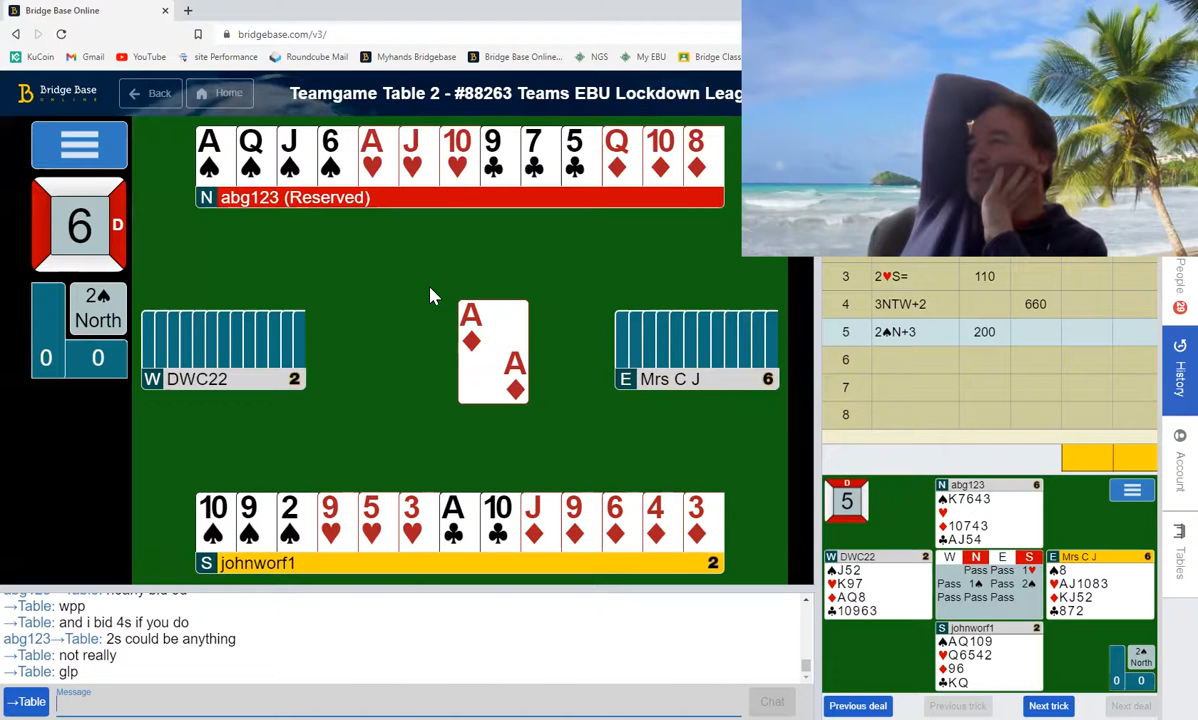 Bridge Base Online
bridgebase.com/v3/
KuCoin Gmail YouTube site Performance Roundcube Mail Myhands Bridgebase Bridge Base Online... NGS My EBU Bridge Class
Bridge Base
ONLINE
Back
Home
Teamgame Table 2 - #88263 Teams EBU Lockdown Leag
A Q J 6 A J 10 9 7 5 Q 10 8
N abg123 (Reserved)
6 D
2♠
North
0 0
A
A
W DWC22 2
E Mrs C J 6
10 9 2 9 5 3 A 10 J 9 6 4 3
S johnworf1 2
→Table: wpp
→Table: and i bid 4s if you do
abg123→Table: 2s could be anything
→Table: not really
→Table: glp
→Table
Message
Chat
3 2♥S= 110
4 3NTW+2 660
5 2♠N+3 200
6
7
8
People
29
History
Account
Tables
D
5
N abg123 6
♠K7643
♥
♦10743
♣AJ54
W DWC22 2
♠J52
♥K97
♦AQ8
♣10963
W N E S
Pass Pass 1♥
Pass 1♠ Pass 2♠
Pass Pass Pass
E Mrs C J 6
♠8
♥AJ1083
♦KJ52
♣872
S johnworf1 2
♠AQ109
♥Q6542
♦96
♣KQ
2♠
North
0 0
Previous deal
Previous trick
Next trick
Next deal